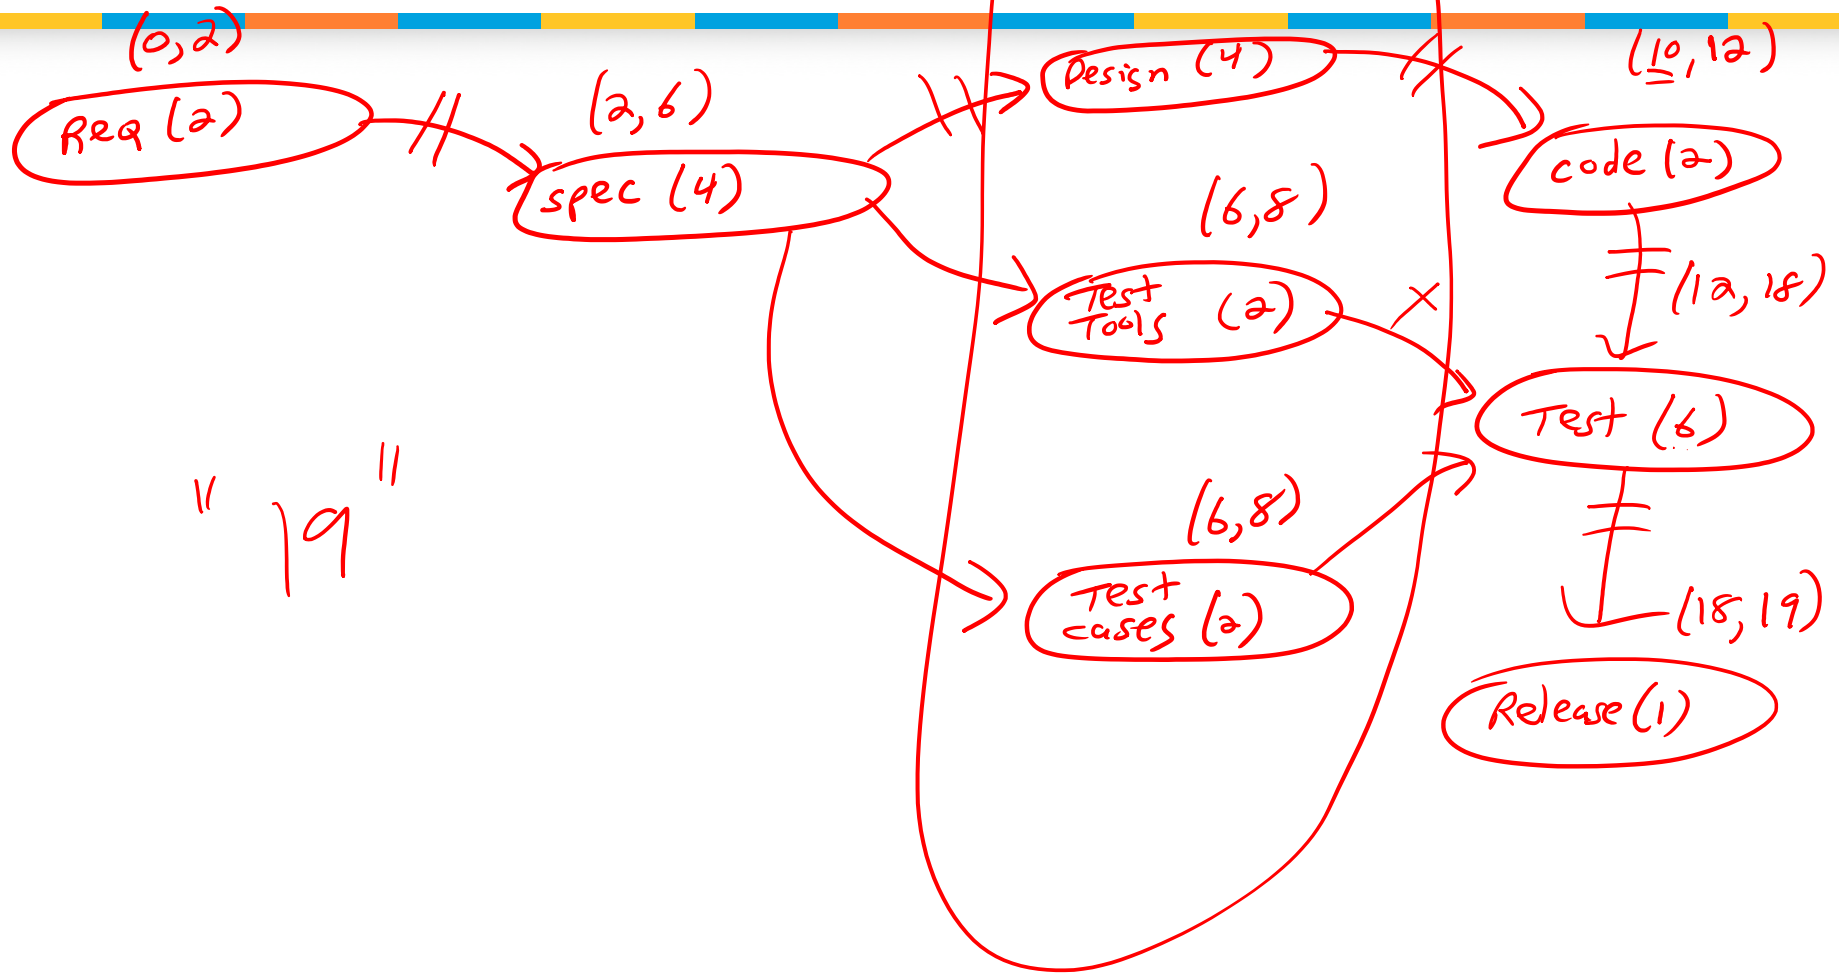 (0,2)
Req (2)
(2,6)
spec (4)
Design (4)
(10,12)
code (2)
(6,8)
Test
Tools (2)
(12,18)
Test (6)
(6,8)
Test
cases (2)
(18,19)
Release (1)
"19"